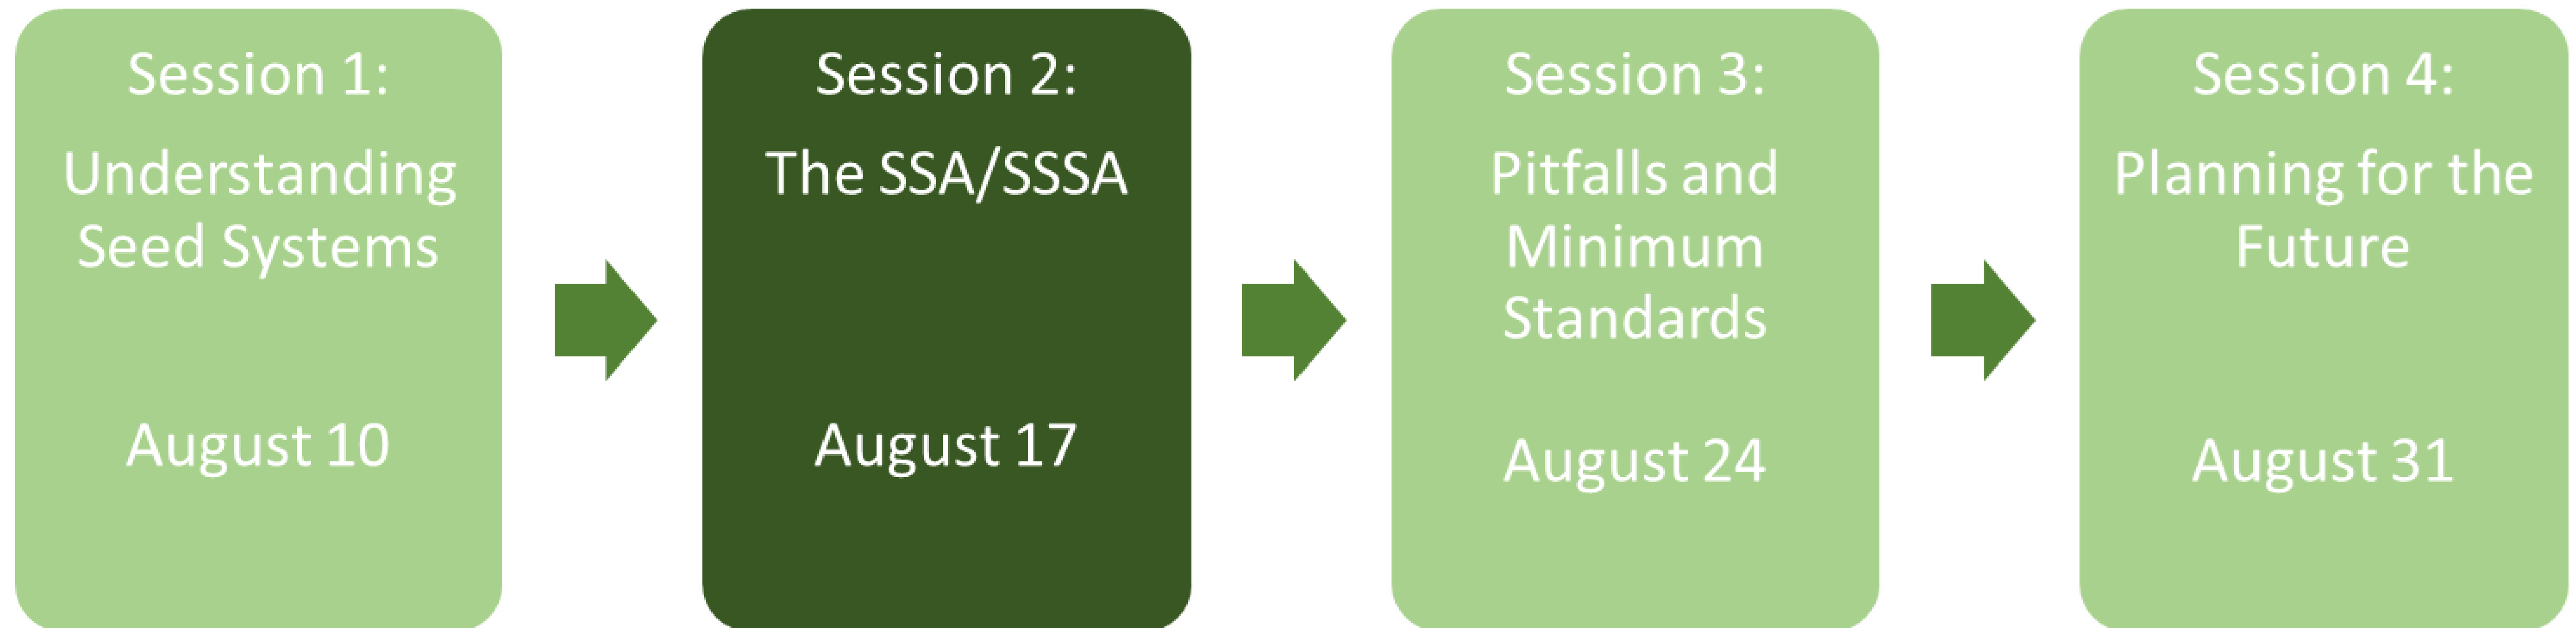 Session 1:
Understanding
Seed Systems
August 10
Session 2:
The SSA/SSSA
August 17
Session 3:
Pitfalls and
Minimum
Standards
August 24
Session 4:
Planning for the
Future
August 31